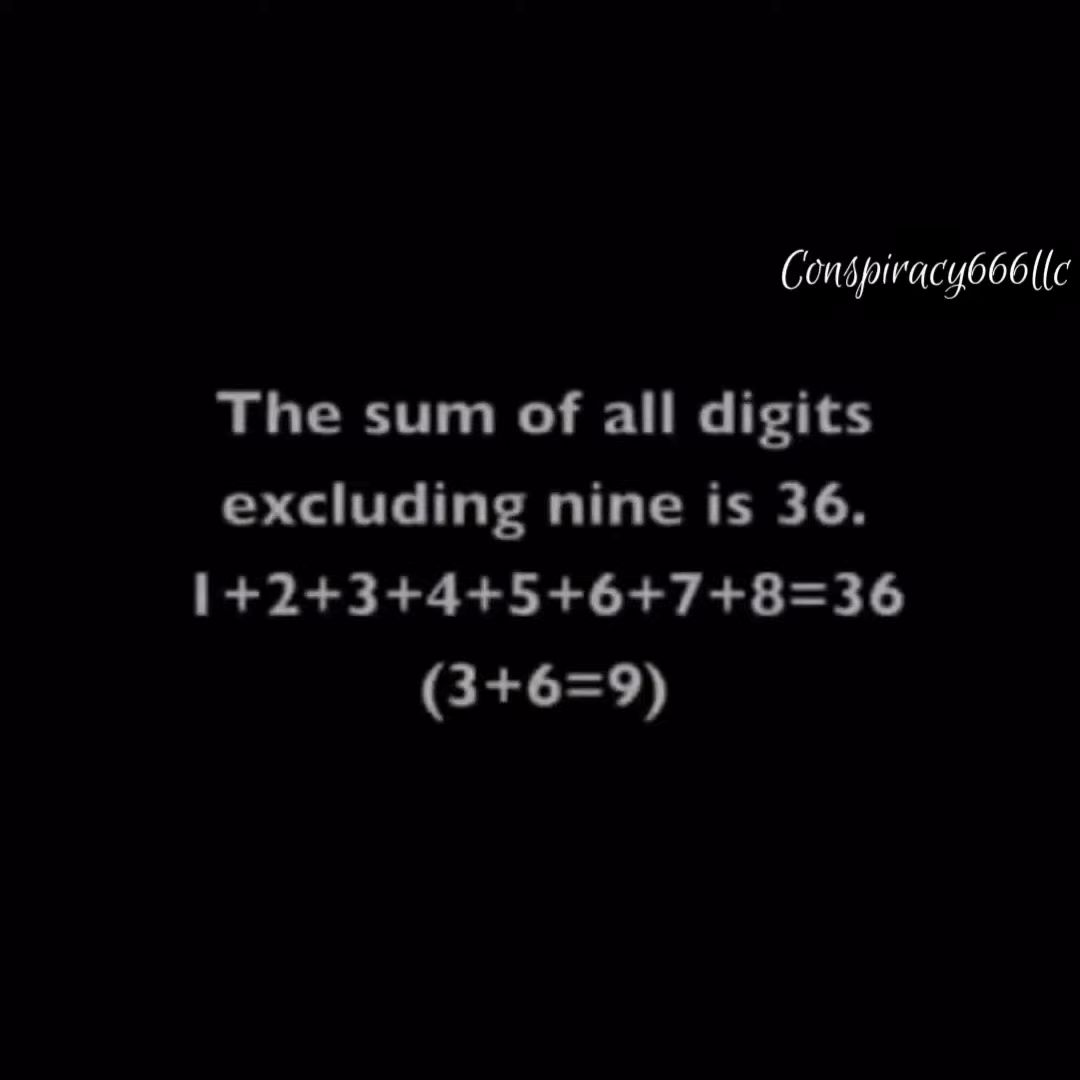 Conspiracy666llc
The sum of all digits
excluding nine is 36.
1+2+3+4+5+6+7+8=36
(3+6=9)